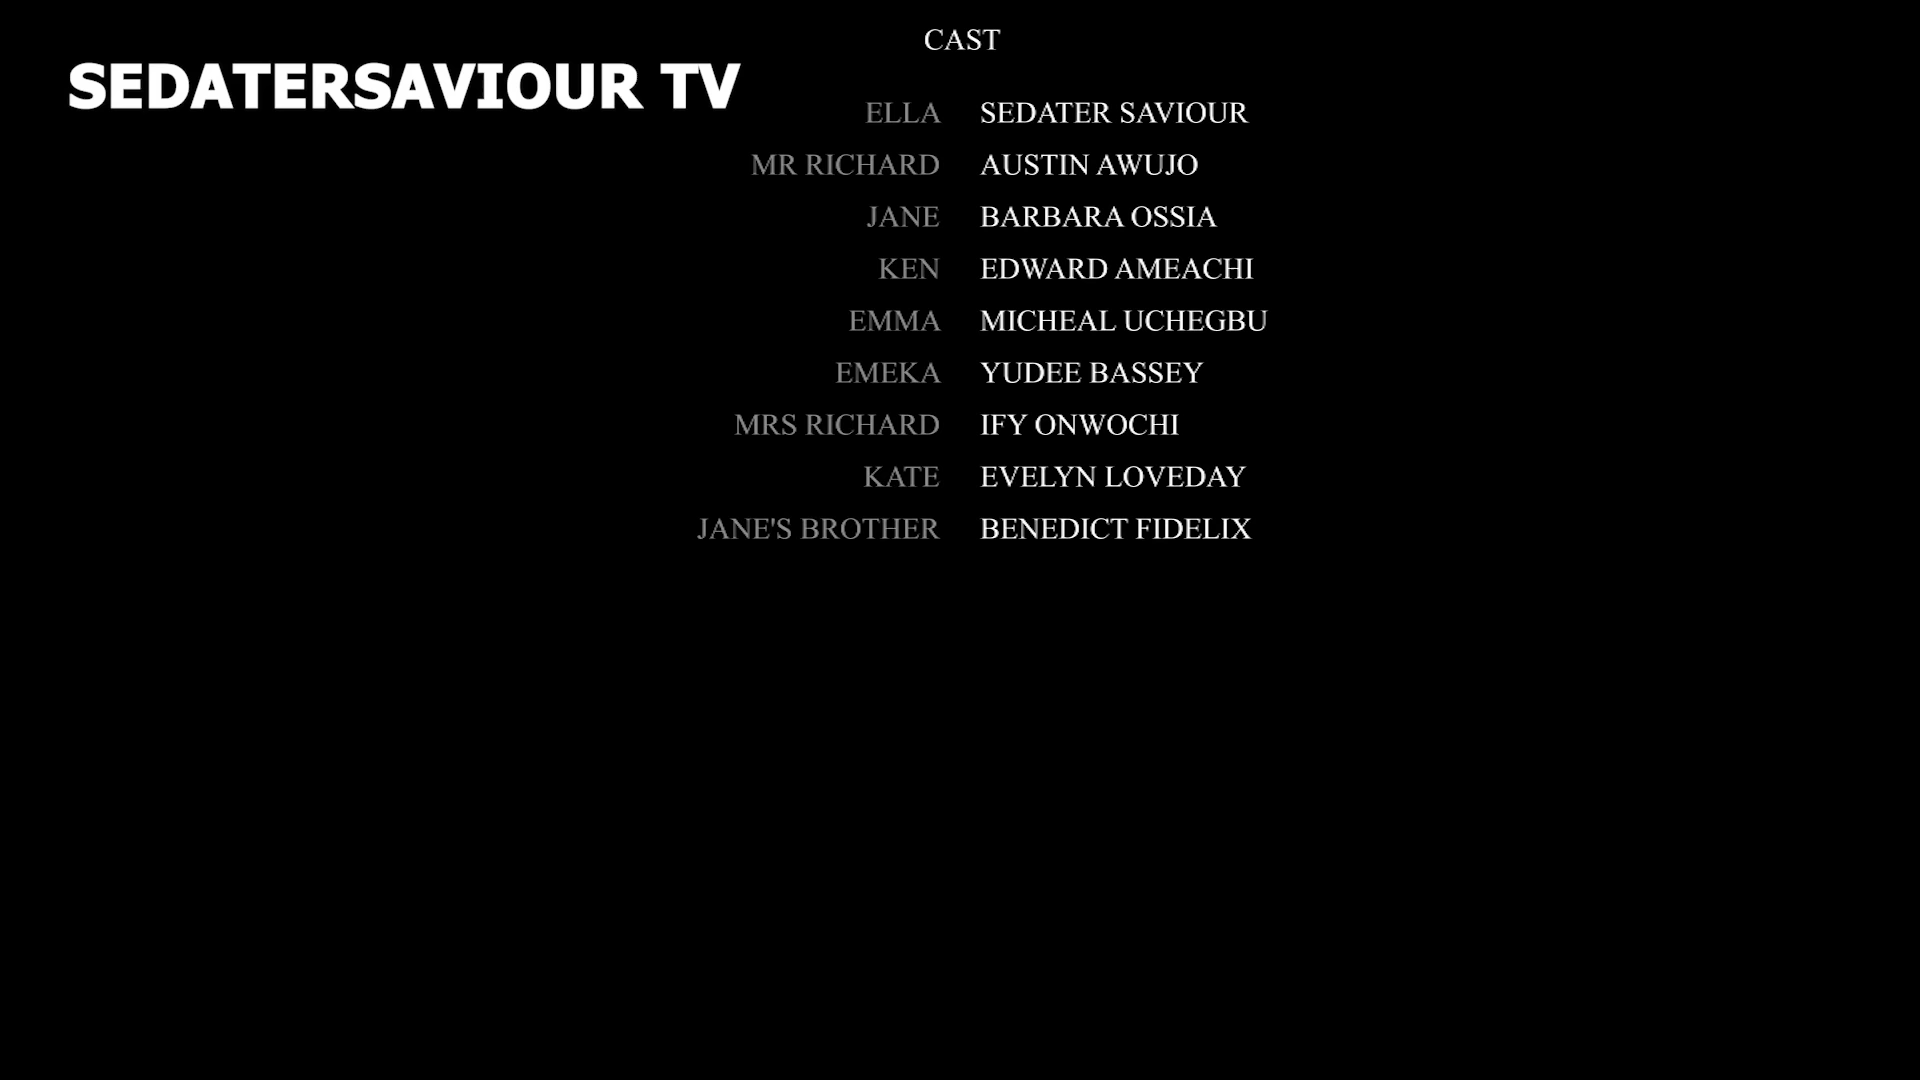 CAST
SEDATERSAVIOUR TV
ELLA SEDATER SAVIOUR
MR RICHARD AUSTIN AWUJO
JANE BARBARA OSSIA
KEN EDWARD AMEACHI
EMMA MICHEAL UCHEGBU
EMEKA YUDEE BASSEY
MRS RICHARD IFY ONWOCHI
KATE EVELYN LOVEDAY
JANE'S BROTHER BENEDICT FIDELIX